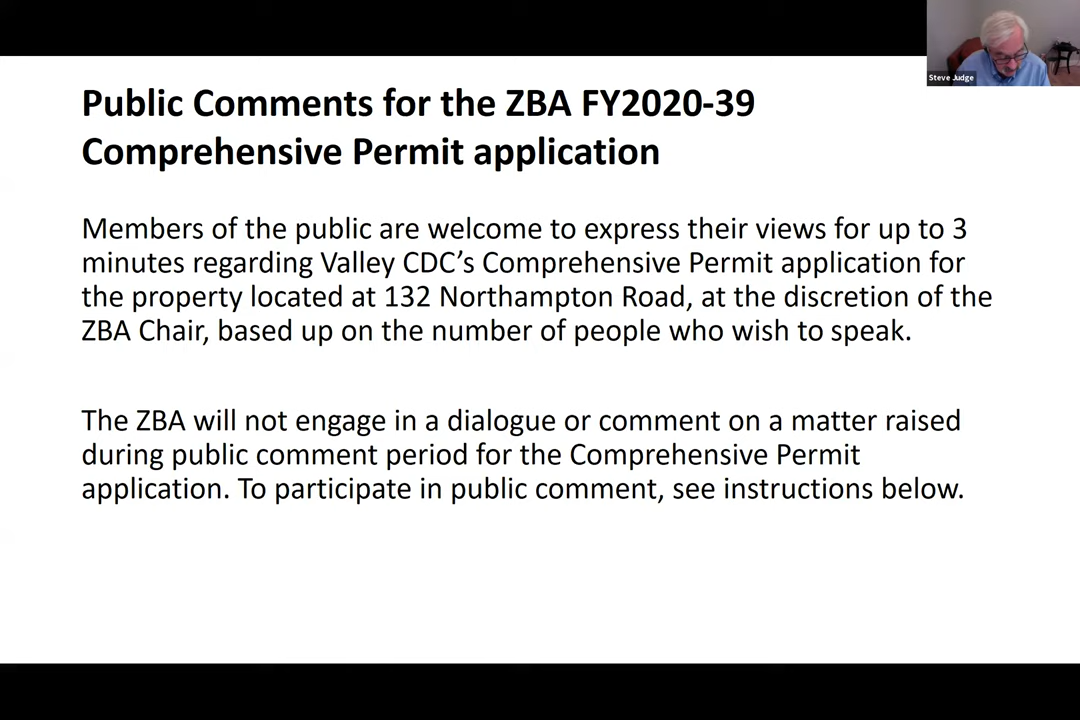 Steve Judge
Public Comments for the ZBA FY2020-39
Comprehensive Permit application
Members of the public are welcome to express their views for up to 3
minutes regarding Valley CDC’s Comprehensive Permit application for
the property located at 132 Northampton Road, at the discretion of the
ZBA Chair, based up on the number of people who wish to speak.
The ZBA will not engage in a dialogue or comment on a matter raised
during public comment period for the Comprehensive Permit
application. To participate in public comment, see instructions below.